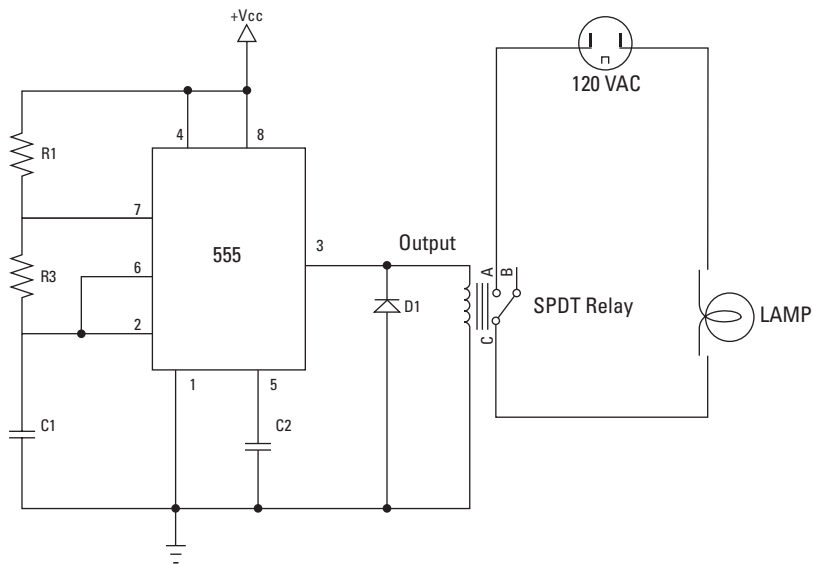 +Vcc
120 VAC
4
8
R1
7
555
3
Output
R3
6
A
B
D1
SPDT Relay
LAMP
2
C
1
5
C1
C2